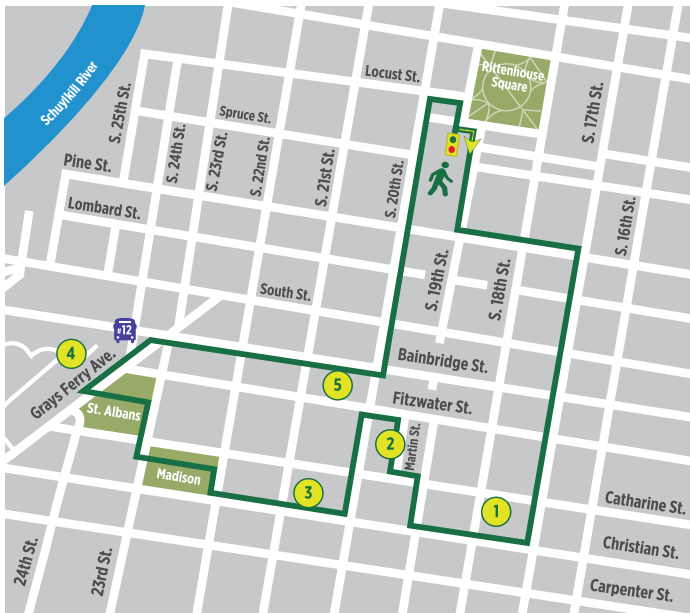 Schuylkill River
S. 25th St.
Locust St.
Rittenhouse
Square
S. 17th St.
Spruce St.
S. 24th St.
S. 23rd St.
S. 22nd St.
S. 21st St.
S. 20th St.
Pine St.
Lombard St.
S. 16th St.
S. 19th St.
S. 18th St.
South St.
#12
4
Grays Ferry Ave.
Bainbridge St.
5
Fitzwater St.
St. Albans
2
Martin St.
Madison
3
1
Catharine St.
Christian St.
Carpenter St.
24th St.
23rd St.